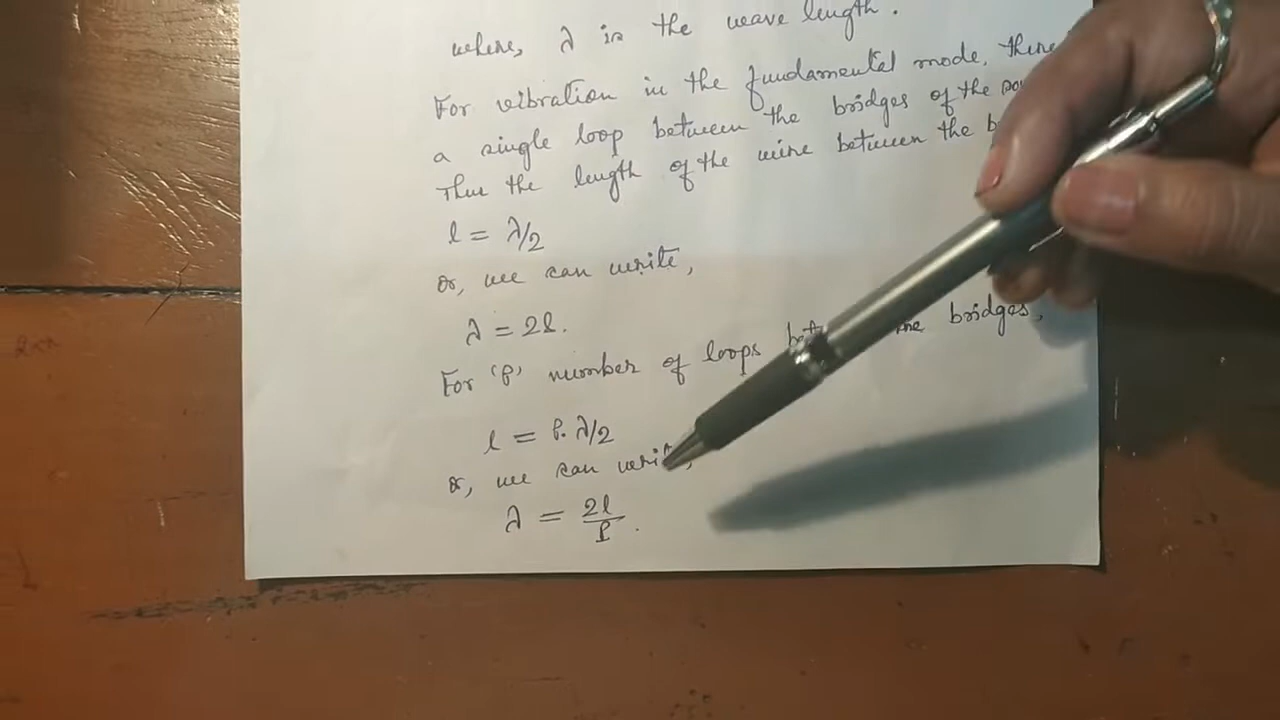 where, λ is the wave length.
For vibration in the fundamental mode, there
a single loop between the bridges of the
Thus the length of the wire between the
l = λ/2
or, we can write,
λ = 2l.
For 'P' number of loops the bridges,
l = P. λ/2
or, we can write,
λ = 2l/P.